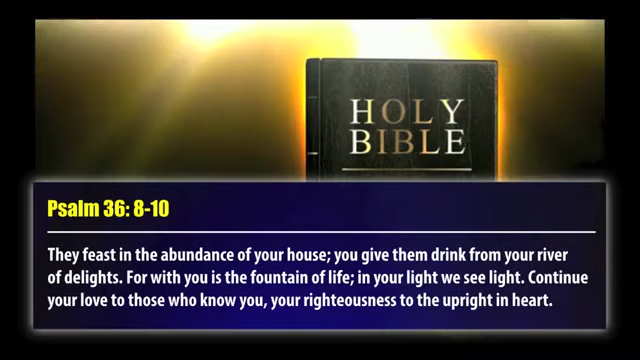 HOLY
BIBLE
Psalm 36: 8-10
They feast in the abundance of your house; you give them drink from your river
of delights. For with you is the fountain of life; in your light we see light. Continue
your love to those who know you, your righteousness to the upright in heart.